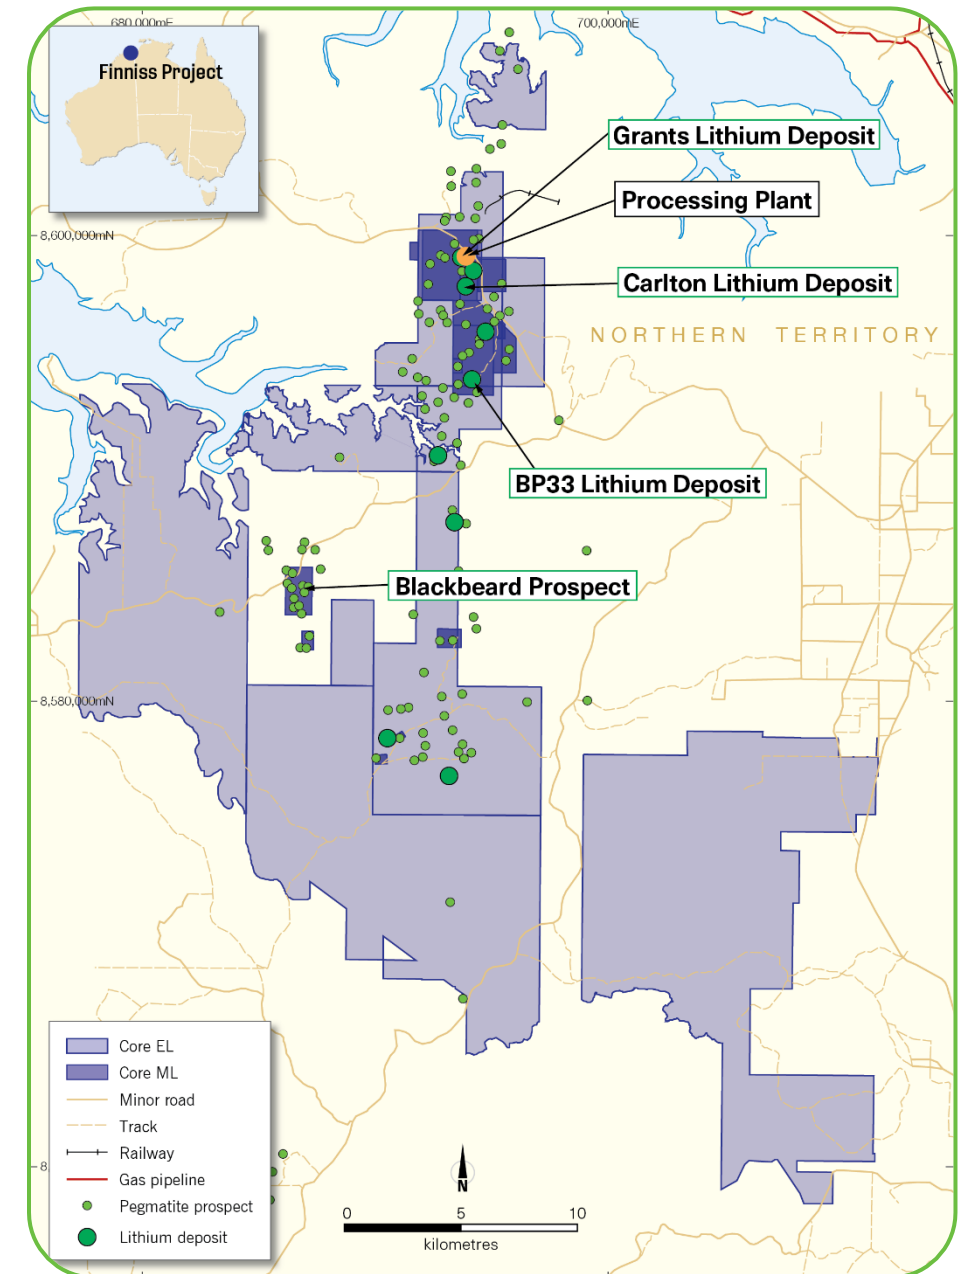 680,000mE
700,000mE
Finniss Project
Grants Lithium Deposit
Processing Plant
8,600,000mN
Carlton Lithium Deposit
NORTHERN TERRITORY
BP33 Lithium Deposit
Blackbeard Prospect
8,580,000mN
Core EL
Core ML
Minor road
Track
Railway
Gas pipeline
Pegmatite prospect
Lithium deposit
8
N
0 5 10
kilometres